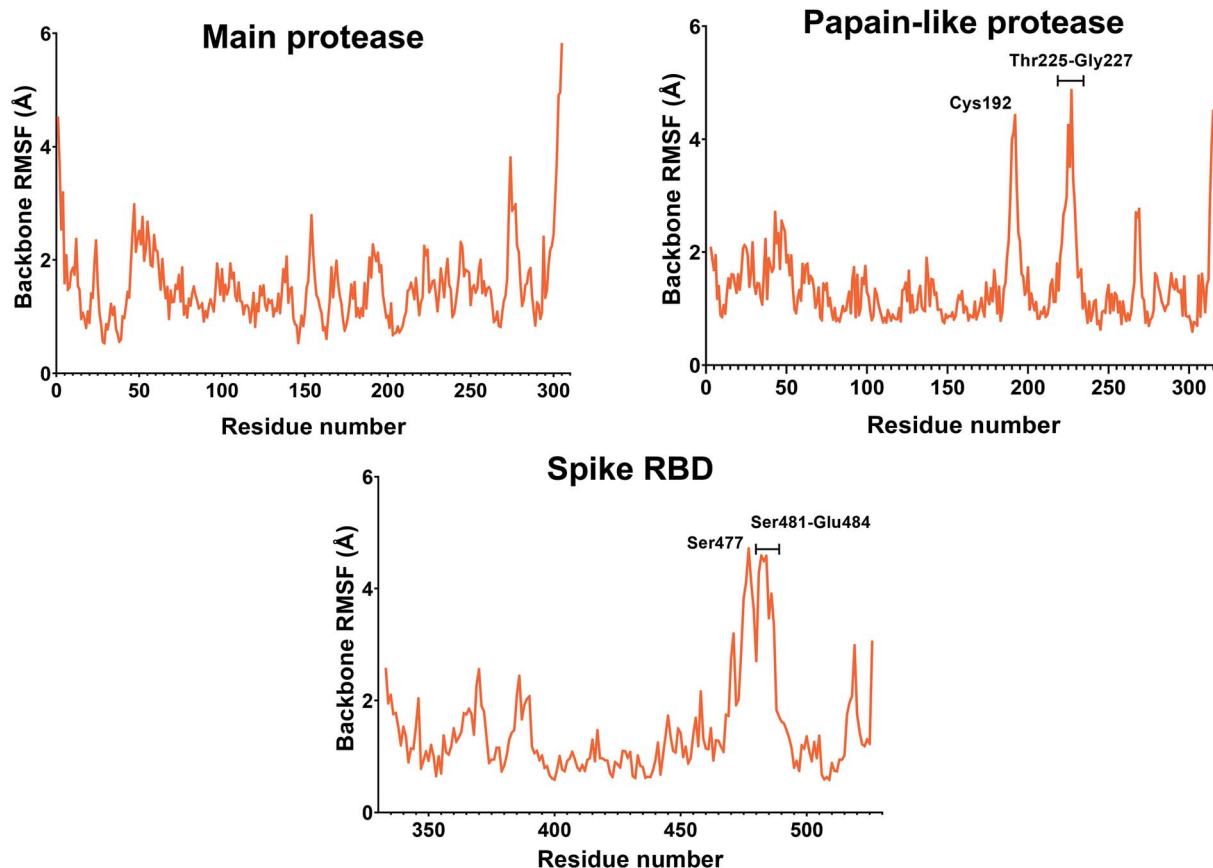 Main protease
Backbone RMSF (Å)
6
4
2
0
0 50 100 150 200 250 300
Residue number
Papain-like protease
Thr225-Gly227
Cys192
Backbone RMSF (Å)
6
4
2
0
0 50 100 150 200 250 300
Residue number
Spike RBD
Ser481-Glu484
Ser477
Backbone RMSF (Å)
6
4
2
0
350 400 450 500
Residue number